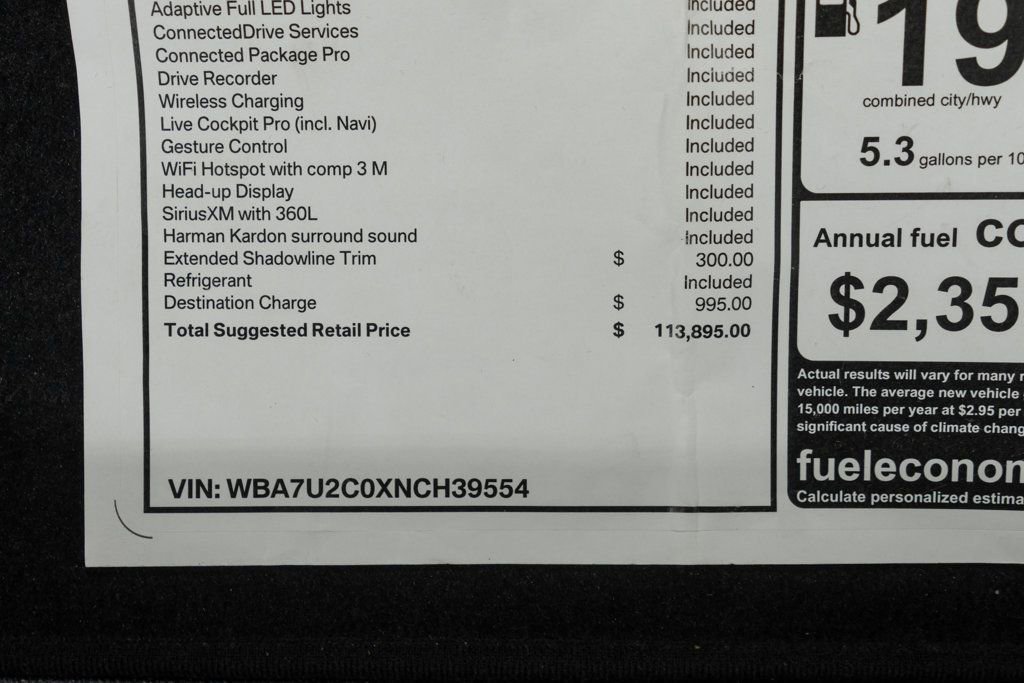 Adaptive Full LED Lights Included
ConnectedDrive Services Included
Connected Package Pro Included
Drive Recorder Included
Wireless Charging Included
Live Cockpit Pro (incl. Navi) Included
Gesture Control Included
WiFi Hotspot with comp 3 M Included
Head-up Display Included
SiriusXM with 360L Included
Harman Kardon surround sound Included
Extended Shadowline Trim $ 300.00
Refrigerant Included
Destination Charge $ 995.00
Total Suggested Retail Price $ 113,895.00
VIN: WBA7U2C0XNCH39554
19
combined city/hwy
5.3 gallons per 10
Annual fuel CO
$2,35
Actual results will vary for many r
vehicle. The average new vehicle
15,000 miles per year at $2.95 per
significant cause of climate chang
fueleconom
Calculate personalized estima